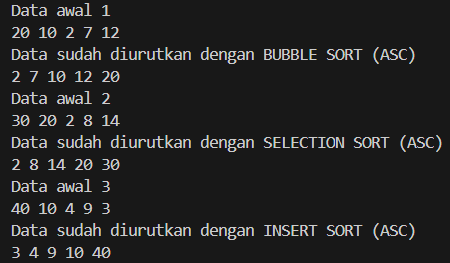 Data awal 1
20 10 2 7 12
Data sudah diurutkan dengan BUBBLE SORT (ASC)
2 7 10 12 20
Data awal 2
30 20 2 8 14
Data sudah diurutkan dengan SELECTION SORT (ASC)
2 8 14 20 30
Data awal 3
40 10 4 9 3
Data sudah diurutkan dengan INSERT SORT (ASC)
3 4 9 10 40